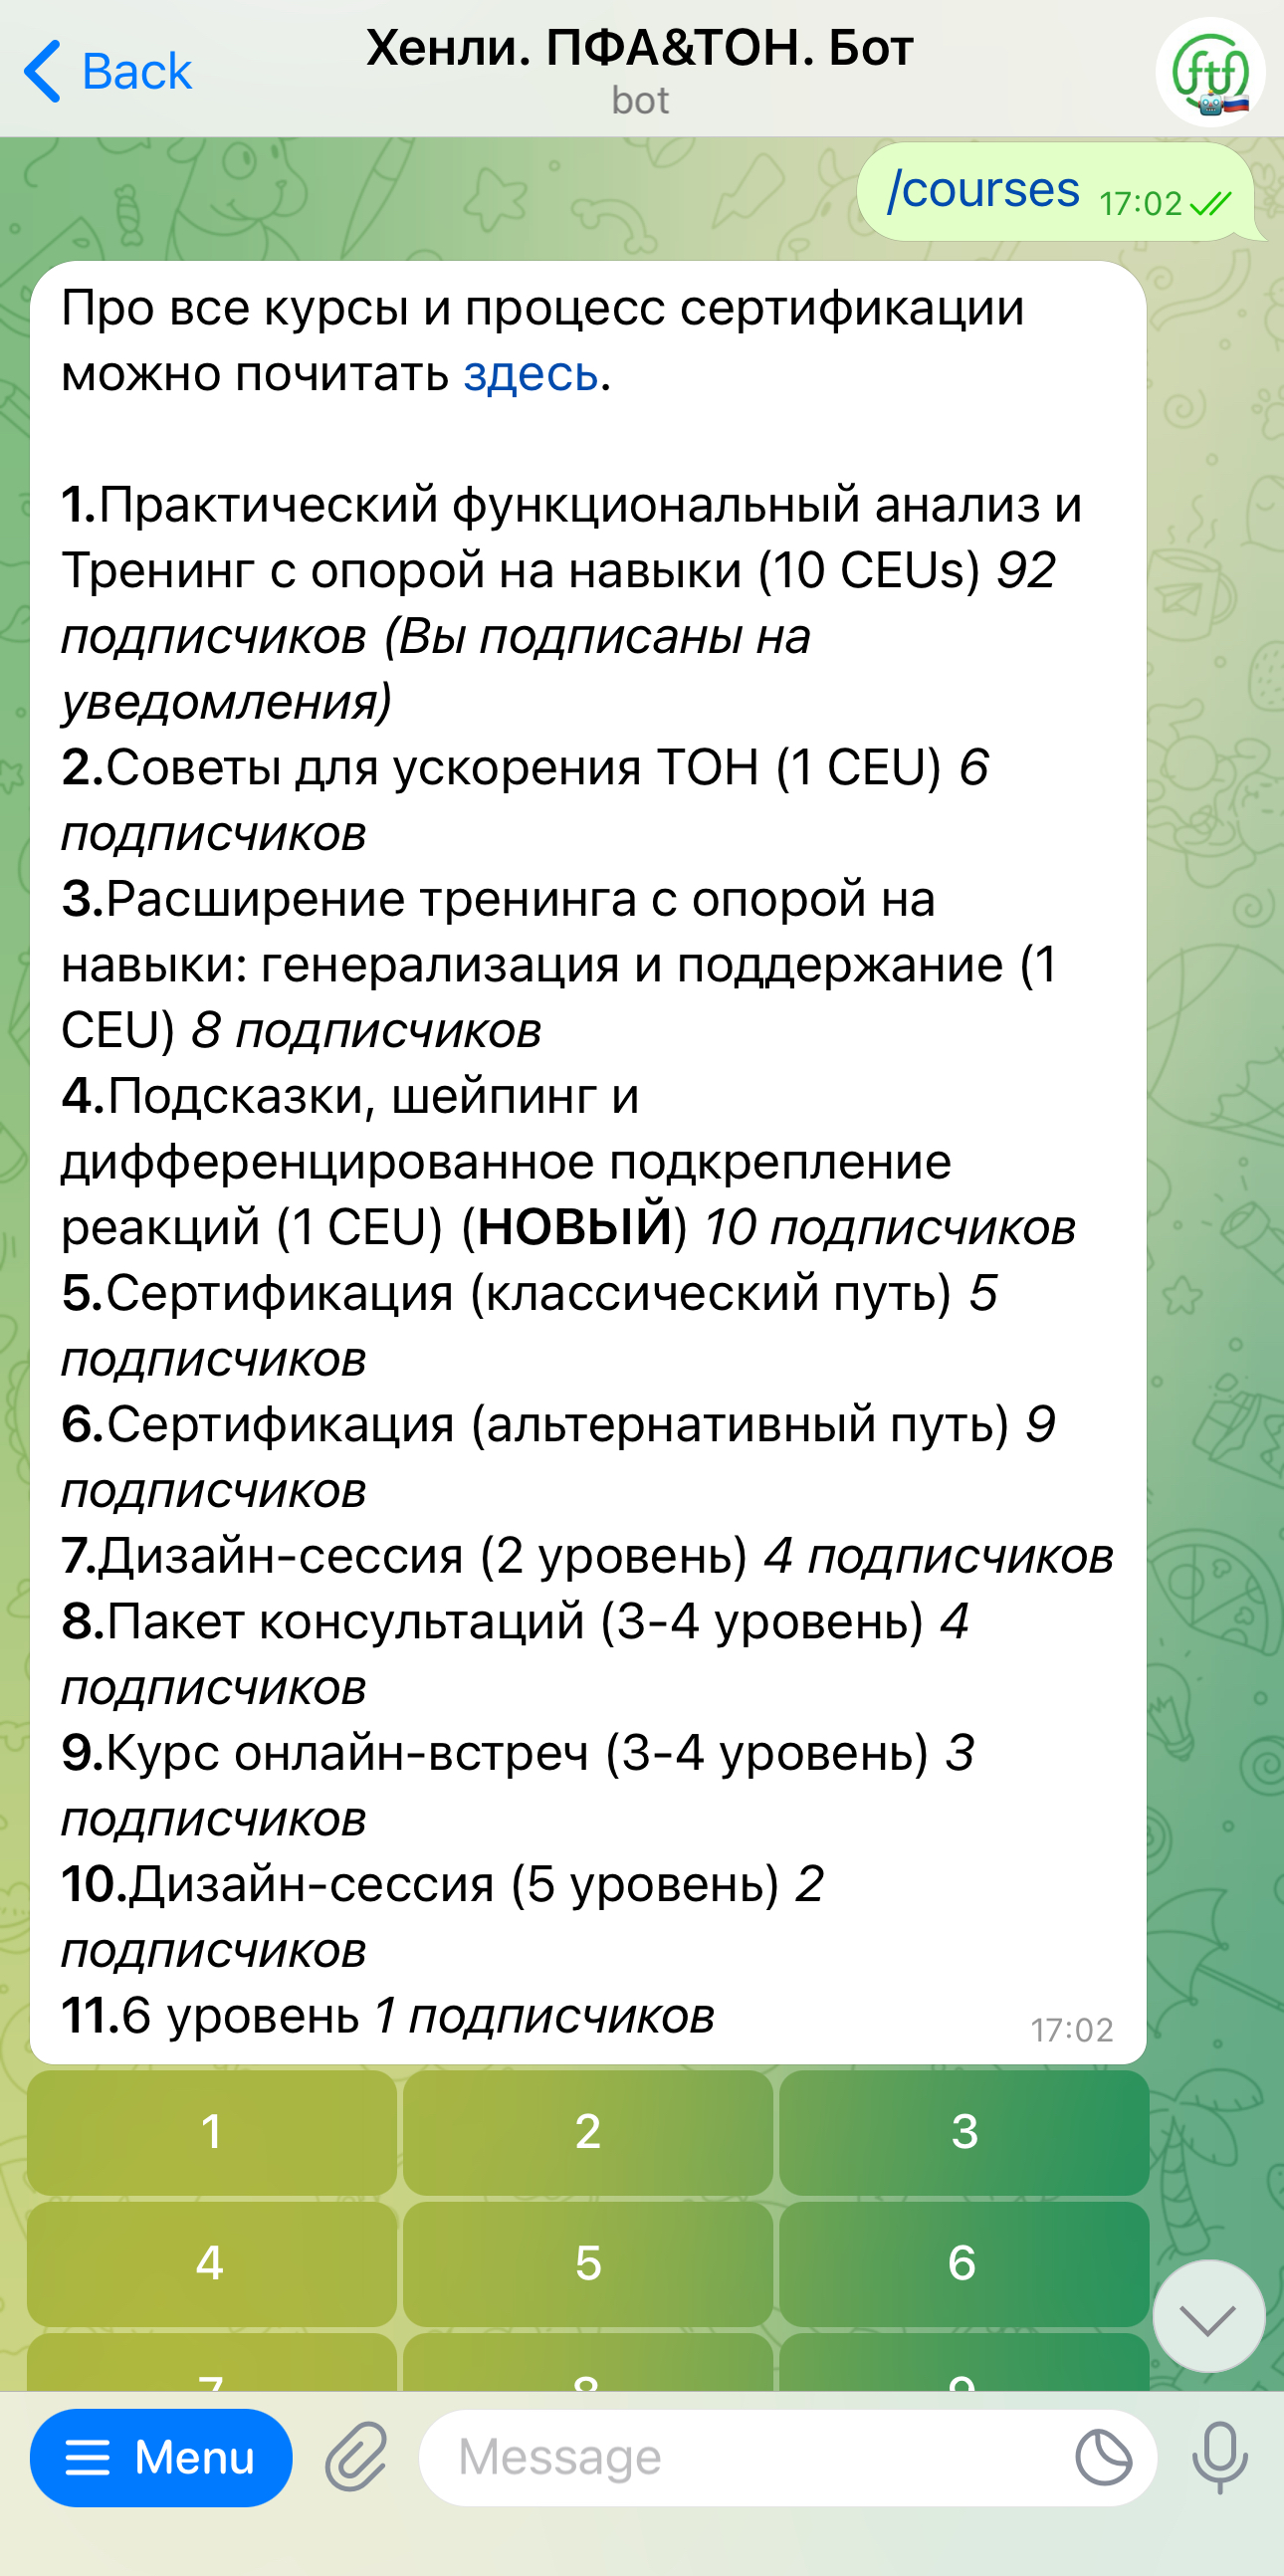 Back
Хенли. ПФА&ТОН. Бот
bot
ftf
/courses 17:02
Про все курсы и процесс сертификации
можно почитать здесь.
1.Практический функциональный анализ и
Тренинг с опорой на навыки (10 CEUs) 92
подписчиков (Вы подписаны на
уведомления)
2.Советы для ускорения ТОН (1 CEU) 6
подписчиков
3.Расширение тренинга с опорой на
навыки: генерализация и поддержание (1
CEU) 8 подписчиков
4.Подсказки, шейпинг и
дифференцированное подкрепление
реакций (1 CEU) (НОВЫЙ) 10 подписчиков
5.Сертификация (классический путь) 5
подписчиков
6.Сертификация (альтернативный путь) 9
подписчиков
7.Дизайн-сессия (2 уровень) 4 подписчиков
8.Пакет консультаций (3-4 уровень) 4
подписчиков
9.Курс онлайн-встреч (3-4 уровень) 3
подписчиков
10.Дизайн-сессия (5 уровень) 2
подписчиков
11.6 уровень 1 подписчиков 17:02
1 2 3
4 5 6
7 8 9
Menu Message